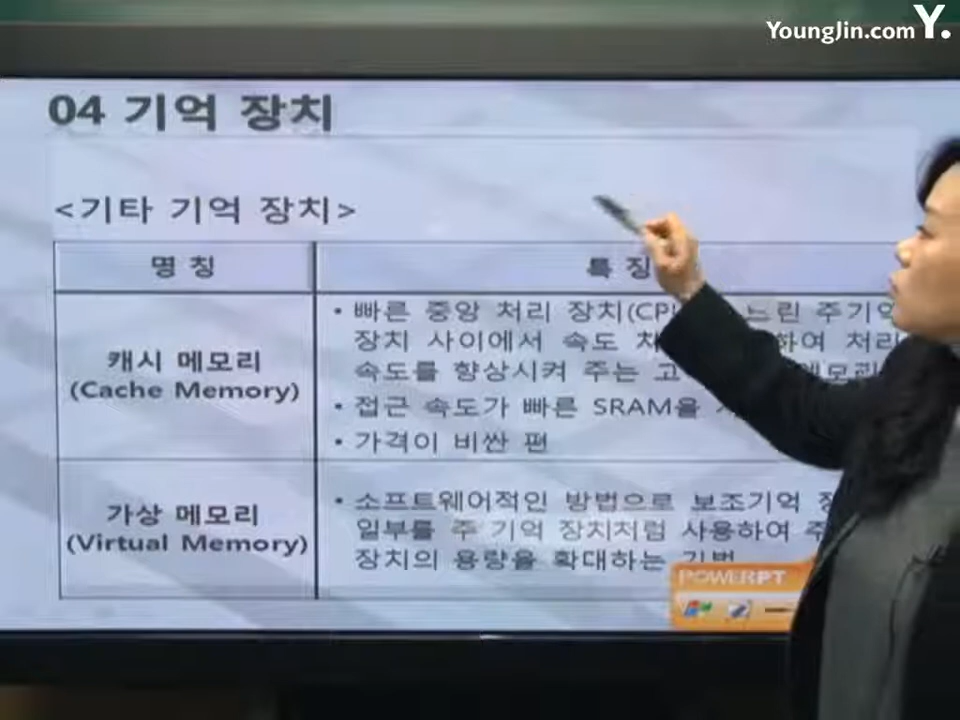 YoungJin.com Y.
04 기억 장치
<기타 기억 장치>
명 칭
특 징
캐시 메모리
(Cache Memory)
• 빠른 중앙 처리 장치(CP 느린 주기억
장치 사이에서 속도 하여 처리
속도를 향상시켜 주는 고 메모리
• 접근 속도가 빠른 SRAM을
• 가격이 비싼 편
가상 메모리
(Virtual Memory)
• 소프트웨어적인 방법으로 보조기억
일부를 주 기억 장치처럼 사용하여
장치의 용량을 확대하는 기법
POWERPT